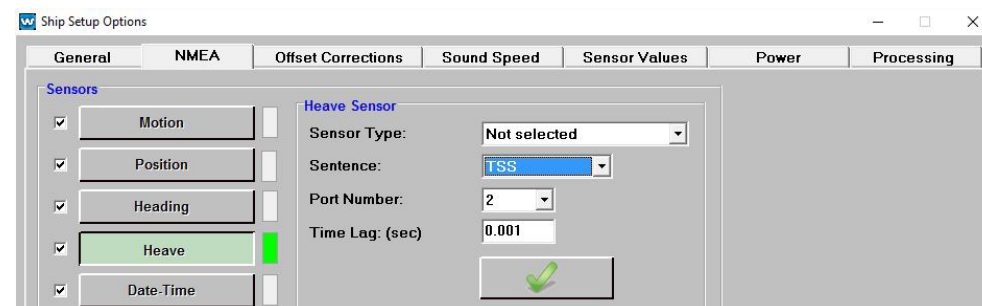 Ship Setup Options
General NMEA Offset Corrections Sound Speed Sensor Values Power Processing
Sensors
Motion
Position
Heading
Heave
Date-Time
Heave Sensor
Sensor Type: Not selected
Sentence: TSS
Port Number: 2
Time Lag: (sec) 0.001